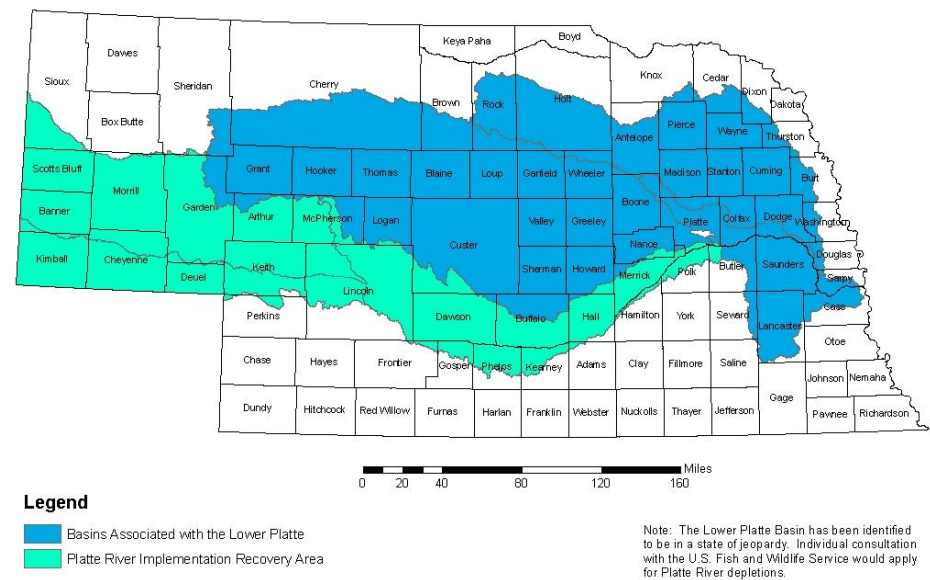 Keya Paha
Boyd
Dawes
Sioux
Sheridan
Cherry
Knox
Cedar
Dixon
Brown
Rock
Holt
Dakota
Box Butte
Antelope
Pierce
Wayne
Thurston
Scotts Bluff
Morrill
Grant
Hooker
Thomas
Blaine
Loup
Garfield
Wheeler
Madison
Stanton
Cuming
Burt
Banner
Garden
Arthur
McPherson
Logan
Custer
Valley
Greeley
Boone
Platte
Colfax
Dodge
Washington
Kimball
Cheyenne
Deuel
Keith
Lincoln
Sherman
Howard
Nance
Merrick
Polk
Butler
Saunders
Douglas
Sarpy
Perkins
Dawson
Buffalo
Hall
Hamilton
York
Seward
Lancaster
Cass
Otoe
Chase
Hayes
Frontier
Gosper
Phelps
Kearney
Adams
Clay
Fillmore
Saline
Johnson
Nemaha
Gage
Dundy
Hitchcock
Red Willow
Furnas
Harlan
Franklin
Webster
Nuckolls
Thayer
Jefferson
Pawnee
Richardson
Miles
0 20 40 80 120 160
Legend
Basins Associated with the Lower Platte
Platte River Implementation Recovery Area
Note: The Lower Platte Basin has been identified
to be in a state of jeopardy. Individual consultation
with the U.S. Fish and Wildlife Service would apply
for Platte River depletions.